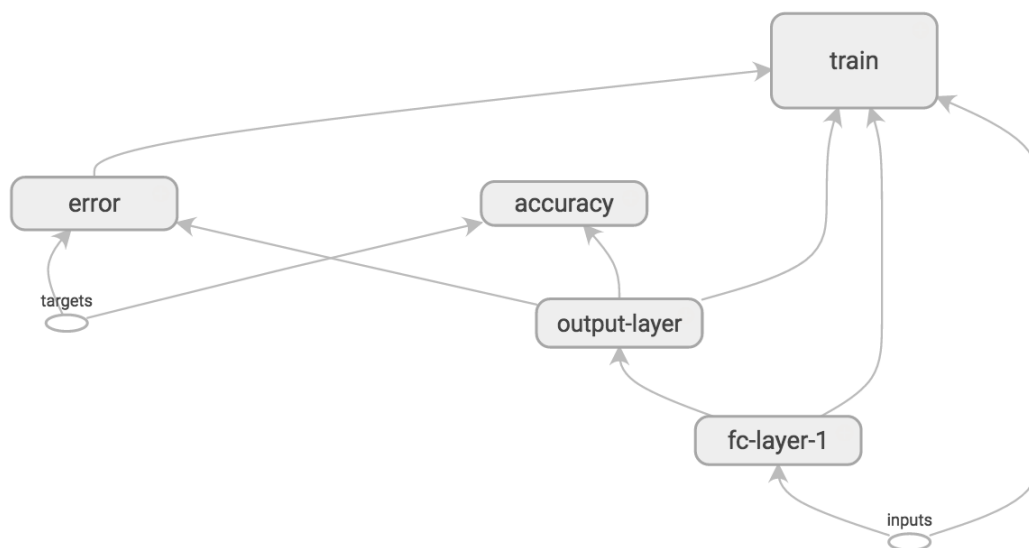 train
error
accuracy
targets
output-layer
fc-layer-1
inputs